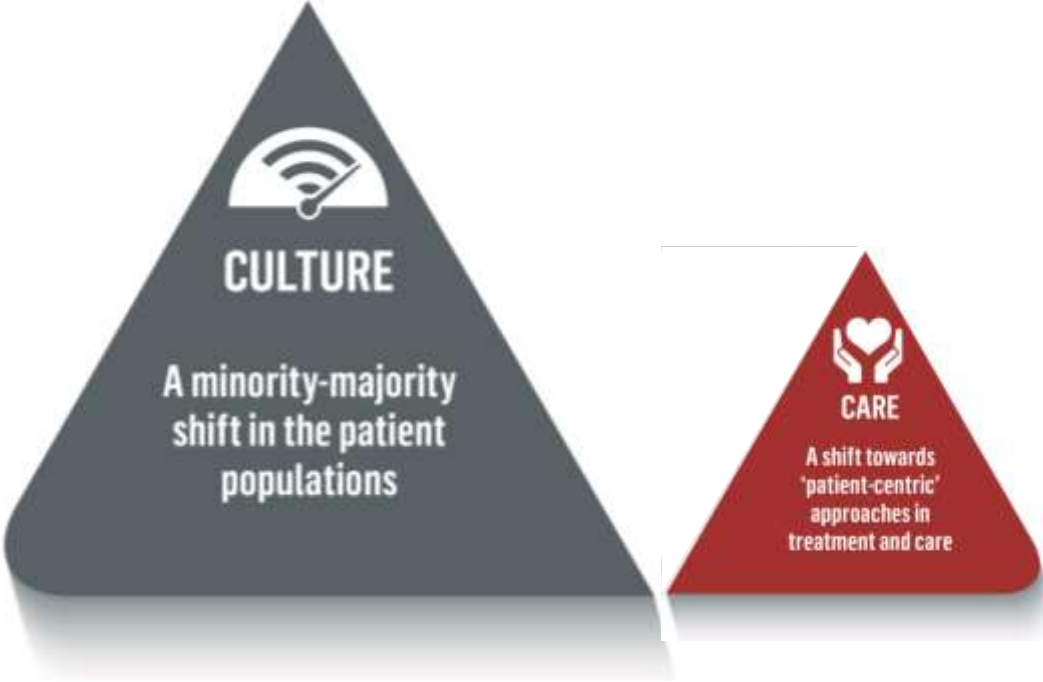 CULTURE
A minority-majority
shift in the patient
populations
CARE
A shift towards
‘patient-centric’
approaches in
treatment and care